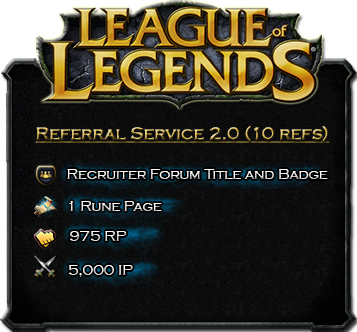 LEAGUE of
LEGENDS
REFERRAL SERVICE 2.0 (10 REFS)
RECRUITER FORUM TITLE AND BADGE
1 RUNE PAGE
975 RP
5,000 IP